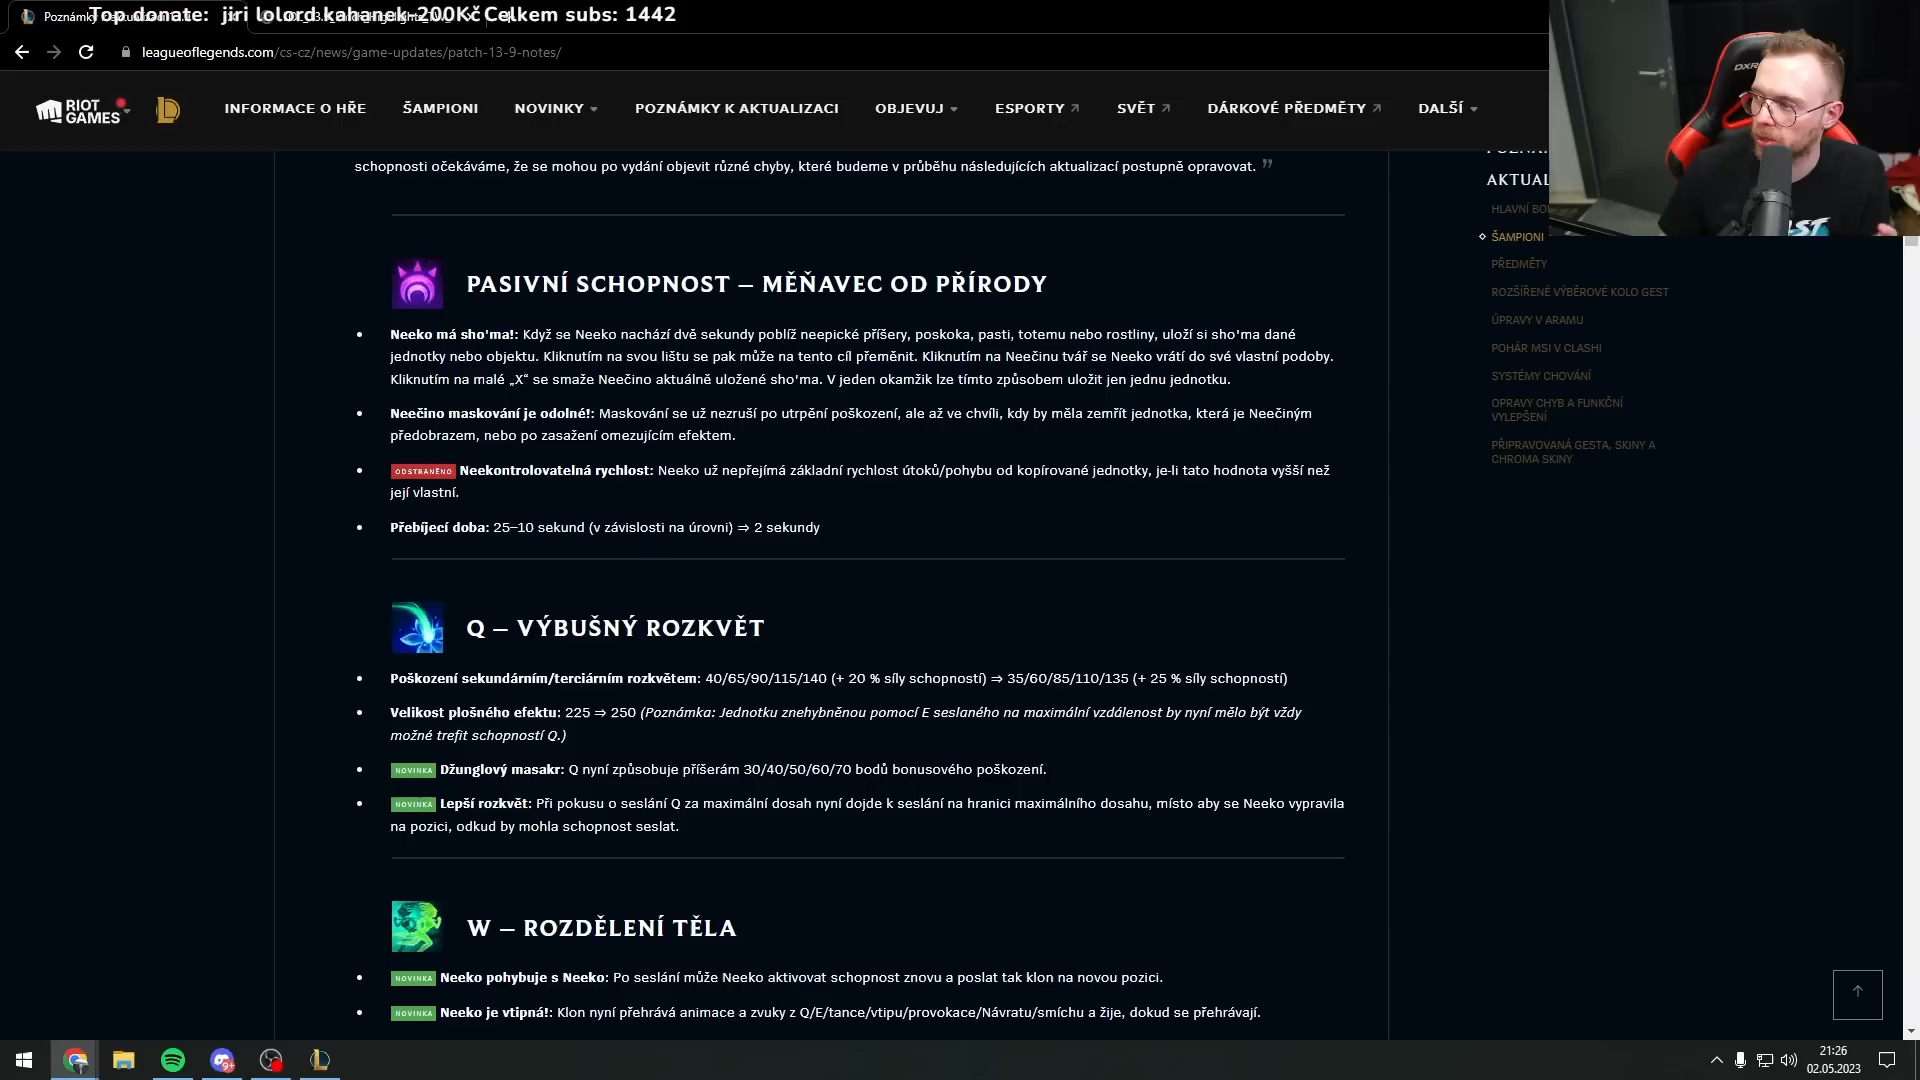 Top donate: jiri lolord kahanek-200Kč Celkem subs: 1442
leagueoflegends.com/cs-cz/news/game-updates/patch-13-9-notes/
RIOT GAMES INFORMACE O HŘE ŠAMPIONI NOVINKY POZNÁMKY K AKTUALIZACI OBJEVUJ ESPORTY SVĚT DÁRKOVÉ PŘEDMĚTY DALŠÍ
DXR
schopnosti očekáváme, že se mohou po vydání objevit různé chyby, které budeme v průběhu následujících aktualizací postupně opravovat. ”
PASIVNÍ SCHOPNOST – MĚŇAVEC OD PŘÍRODY
• Neeko má sho'ma!: Když se Neeko nachází dvě sekundy poblíž neepické příšery, poskoka, pasti, totemu nebo rostliny, uloží si sho'ma dané
jednotky nebo objektu. Kliknutím na svou lištu se pak může na tento cíl přeměnit. Kliknutím na Neečinu tvář se Neeko vrátí do své vlastní podoby.
Kliknutím na malé „X“ se smaže Neečino aktuálně uložené sho'ma. V jeden okamžik lze tímto způsobem uložit jen jednu jednotku.
• Neečino maskování je odolné!: Maskování se už nezruší po utrpění poškození, ale až ve chvíli, kdy by měla zemřít jednotka, která je Neečiným
předobrazem, nebo po zasažení omezujícím efektem.
• ODSTRANĚNO Neekontrolovatelná rychlost: Neeko už nepřejímá základní rychlost útoků/pohybu od kopírované jednotky, je-li tato hodnota vyšší než
její vlastní.
• Přebíjecí doba: 25–10 sekund (v závislosti na úrovni) ⇒ 2 sekundy
Q – VÝBUŠNÝ ROZKVĚT
• Poškození sekundárním/terciárním rozkvětem: 40/65/90/115/140 (+ 20 % síly schopností) ⇒ 35/60/85/110/135 (+ 25 % síly schopností)
• Velikost plošného efektu: 225 ⇒ 250 (Poznámka: Jednotku znehybněnou pomocí E seslaného na maximální vzdálenost by nyní mělo být vždy
možné trefit schopností Q.)
• NOVINKA Džunglový masakr: Q nyní způsobuje příšerám 30/40/50/60/70 bodů bonusového poškození.
• NOVINKA Lepší rozkvět: Při pokusu o seslání Q za maximální dosah nyní dojde k seslání na hranici maximálního dosahu, místo aby se Neeko vypravila
na pozici, odkud by mohla schopnost seslat.
W – ROZDĚLENÍ TĚLA
• NOVINKA Neeko pohybuje s Neeko: Po seslání může Neeko aktivovat schopnost znovu a poslat tak klon na novou pozici.
• NOVINKA Neeko je vtipná!: Klon nyní přehrává animace a zvuky z Q/E/tance/vtipu/provokace/Návratu/smíchu a žije, dokud se přehrávají.
ŠAMPIONI
PŘEDMĚTY
ROZŠÍŘENÉ VÝBĚROVÉ KOLO GEST
ÚPRAVY V ARAMU
POHÁR MSI V CLASHI
SYSTÉMY CHOVÁNÍ
OPRAVY CHYB A FUNKČNÍ
VYLEPŠENÍ
PŘIPRAVOVANÁ GESTA, SKINY A
CHROMA SKINY
9+
21:26
02.05.2023